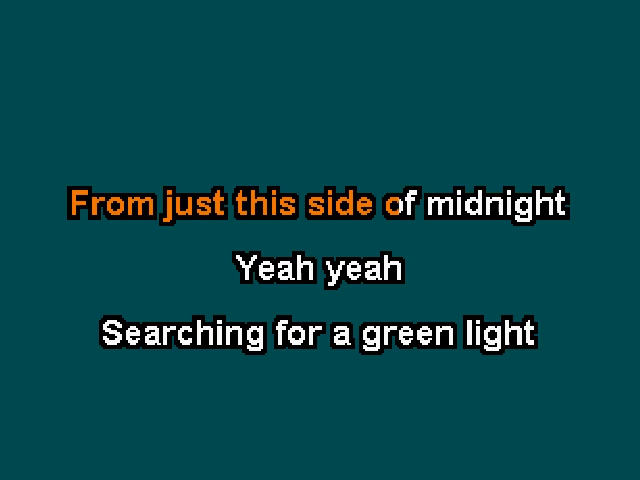 From just this side of midnight
Yeah yeah
Searching for a green light